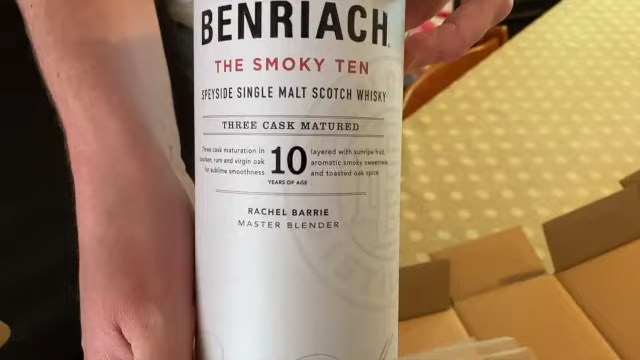 BENRIACH
THE SMOKY TEN
SPEYSIDE SINGLE MALT SCOTCH WHISKY
THREE CASK MATURED
Three cask maturation in
bourbon, rum and virgin oak
for sublime smoothness
10
YEARS OF AGE
layered with sunripe fruit,
aromatic smoky sweetness
and toasted oak spice
RACHEL BARRIE
MASTER BLENDER